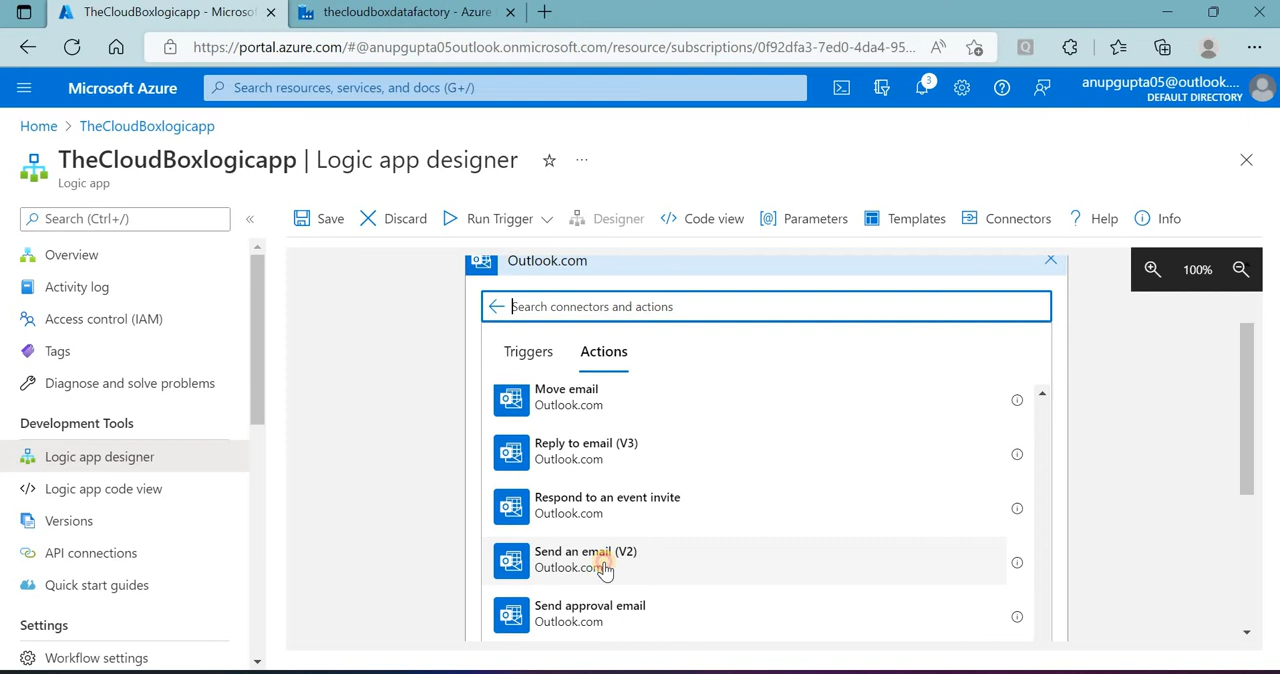 TheCloudBoxlogicapp - Microsof
thecloudboxdatafactory - Azure
https://portal.azure.com/#@anupgupta05outlook.onmicrosoft.com/resource/subscriptions/0f92dfa3-7ed0-4da4-95...
Microsoft Azure
Search resources, services, and docs (G+/)
3
anupgupta05@outlook....
DEFAULT DIRECTORY
Home > TheCloudBoxlogicapp
TheCloudBoxlogicapp | Logic app designer
Logic app
Search (Ctrl+/)
Save
Discard
Run Trigger
Designer
Code view
Parameters
Templates
Connectors
Help
Info
Overview
Activity log
Access control (IAM)
Tags
Diagnose and solve problems
Development Tools
Logic app designer
Logic app code view
Versions
API connections
Quick start guides
Settings
Workflow settings
Outlook.com
100%
Search connectors and actions
Triggers
Actions
Move email
Outlook.com
Reply to email (V3)
Outlook.com
Respond to an event invite
Outlook.com
Send an email (V2)
Outlook.com
Send approval email
Outlook.com